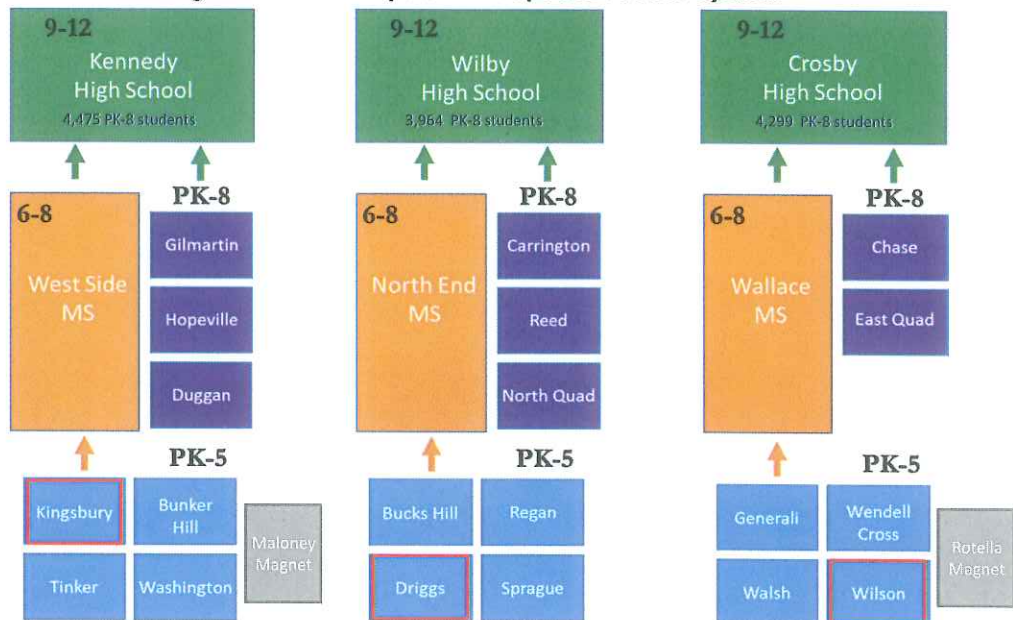 9-12
Kennedy
High School
4,475 PK-8 students
PK-8
6-8
West Side
MS
Gilmartin
Hopeville
Duggan
PK-5
Kingsbury
Bunker
Hill
Tinker
Washington
Maloney
Magnet
9-12
Wilby
High School
3,964 PK-8 students
PK-8
6-8
North End
MS
Carrington
Reed
North Quad
PK-5
Bucks Hill
Regan
Driggs
Sprague
9-12
Crosby
High School
4,299 PK-8 students
PK-8
6-8
Wallace
MS
Chase
East Quad
PK-5
Generali
Wendell
Cross
Walsh
Wilson
Rotella
Magnet